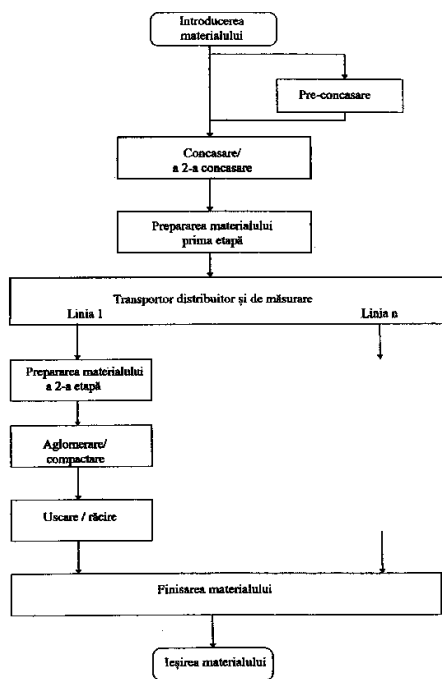 Introducerea
materialului
Pre-concasare
Concasare/
a 2-a concasare
Prepararea materialului
prima etapă
Transportor distribuitor și de măsurare
Linia 1
Linia n
Prepararea materialului
a 2-a etapă
Aglomerare/
compactare
Uscare / răcire
Finisarea materialului
Ieșirea materialului